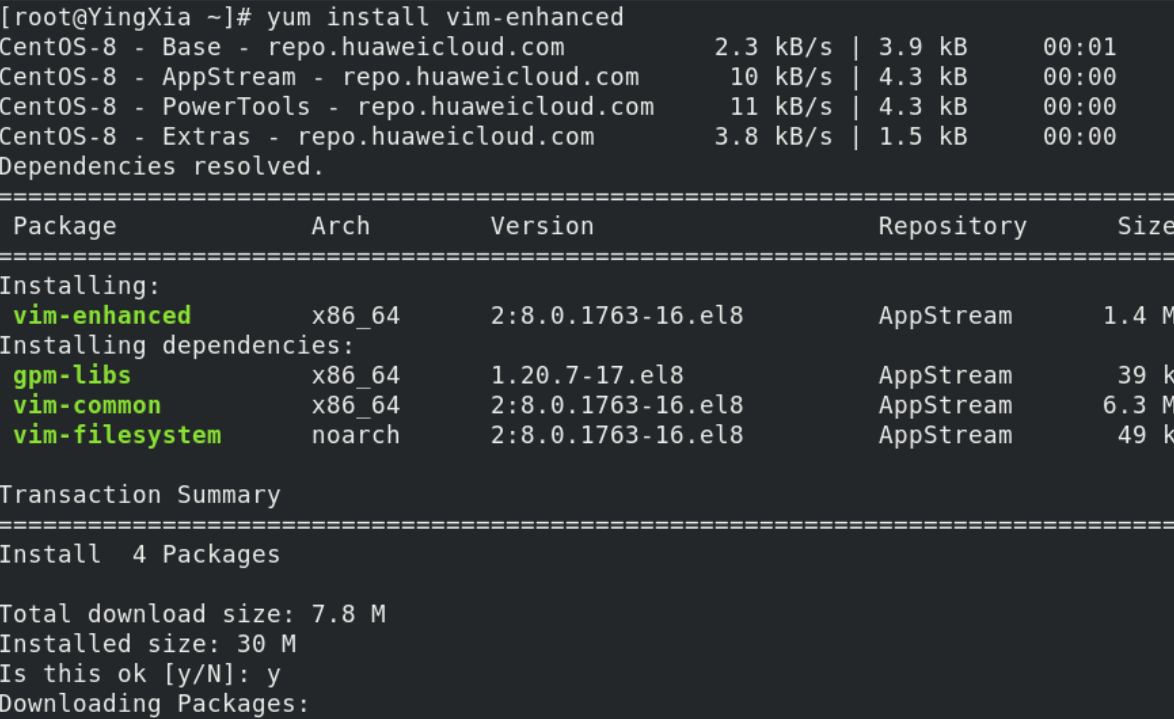 [root@YingXia ~]# yum install vim-enhanced
CentOS-8 - Base - repo.huaweicloud.com 2.3 kB/s | 3.9 kB 00:01
CentOS-8 - AppStream - repo.huaweicloud.com 10 kB/s | 4.3 kB 00:00
CentOS-8 - PowerTools - repo.huaweicloud.com 11 kB/s | 4.3 kB 00:00
CentOS-8 - Extras - repo.huaweicloud.com 3.8 kB/s | 1.5 kB 00:00
Dependencies resolved.
================================================================================
Package Arch Version Repository Size
================================================================================
Installing:
vim-enhanced x86_64 2:8.0.1763-16.el8 AppStream 1.4 M
Installing dependencies:
gpm-libs x86_64 1.20.7-17.el8 AppStream 39 k
vim-common x86_64 2:8.0.1763-16.el8 AppStream 6.3 M
vim-filesystem noarch 2:8.0.1763-16.el8 AppStream 49 k
Transaction Summary
================================================================================
Install 4 Packages
Total download size: 7.8 M
Installed size: 30 M
Is this ok [y/N]: y
Downloading Packages: